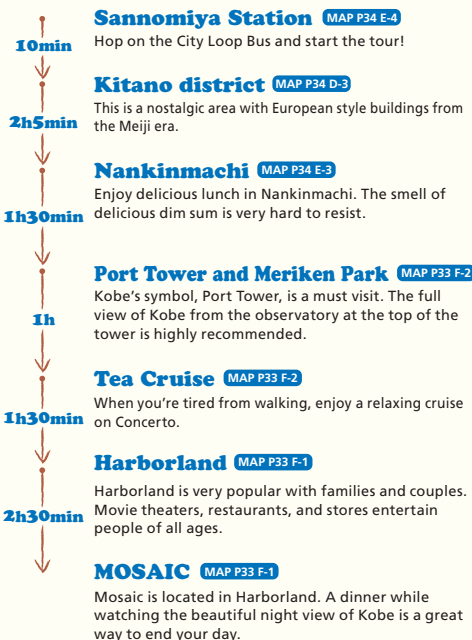 Sannomiya Station MAP P34 E-4
Hop on the City Loop Bus and start the tour!
10min
Kitano district MAP P34 D-3
This is a nostalgic area with European style buildings from
the Meiji era.
2h5min
Nankinmachi MAP P34 E-3
Enjoy delicious lunch in Nankinmachi. The smell of
delicious dim sum is very hard to resist.
1h30min
Port Tower and Meriken Park MAP P33 F-2
Kobe's symbol, Port Tower, is a must visit. The full
view of Kobe from the observatory at the top of the
tower is highly recommended.
1h
Tea Cruise MAP P33 F-2
When you're tired from walking, enjoy a relaxing cruise
on Concerto.
1h30min
Harborland MAP P33 F-1
Harborland is very popular with families and couples.
Movie theaters, restaurants, and stores entertain
people of all ages.
2h30min
MOSAIC MAP P33 F-1
Mosaic is located in Harborland. A dinner while
watching the beautiful night view of Kobe is a great
way to end your day.